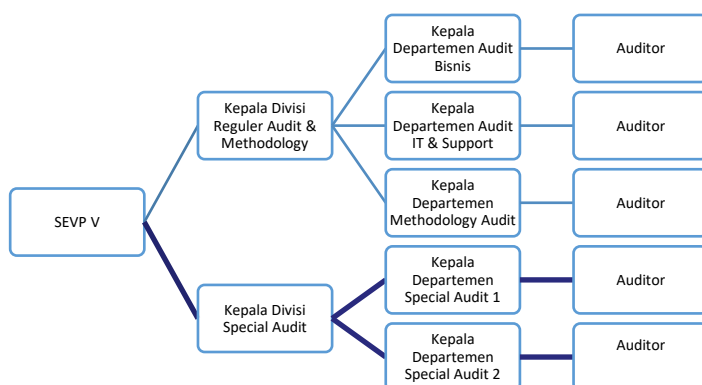 SEVP V
Kepala Divisi
Reguler Audit &
Methodology
Kepala
Departemen Audit
Bisnis
Auditor
Kepala
Departemen Audit
IT & Support
Auditor
Kepala
Departemen
Methodology Audit
Auditor
Kepala Divisi
Special Audit
Kepala
Departemen
Special Audit 1
Auditor
Kepala
Departemen
Special Audit 2
Auditor